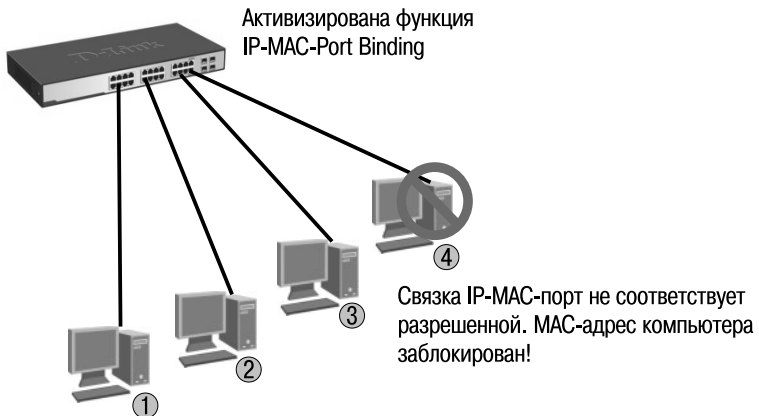 Активизирована функция
IP-MAC-Port Binding
D-Link
1
2
3
4
Связка IP-MAC-порт не соответствует
разрешенной. MAC-адрес компьютера
заблокирован!